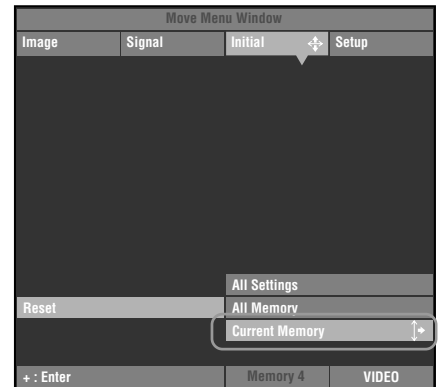 Move Menu Window
Image Signal Initial Setup
All Settings
Reset All Memory
Current Memory
+ : Enter Memory 4 VIDEO